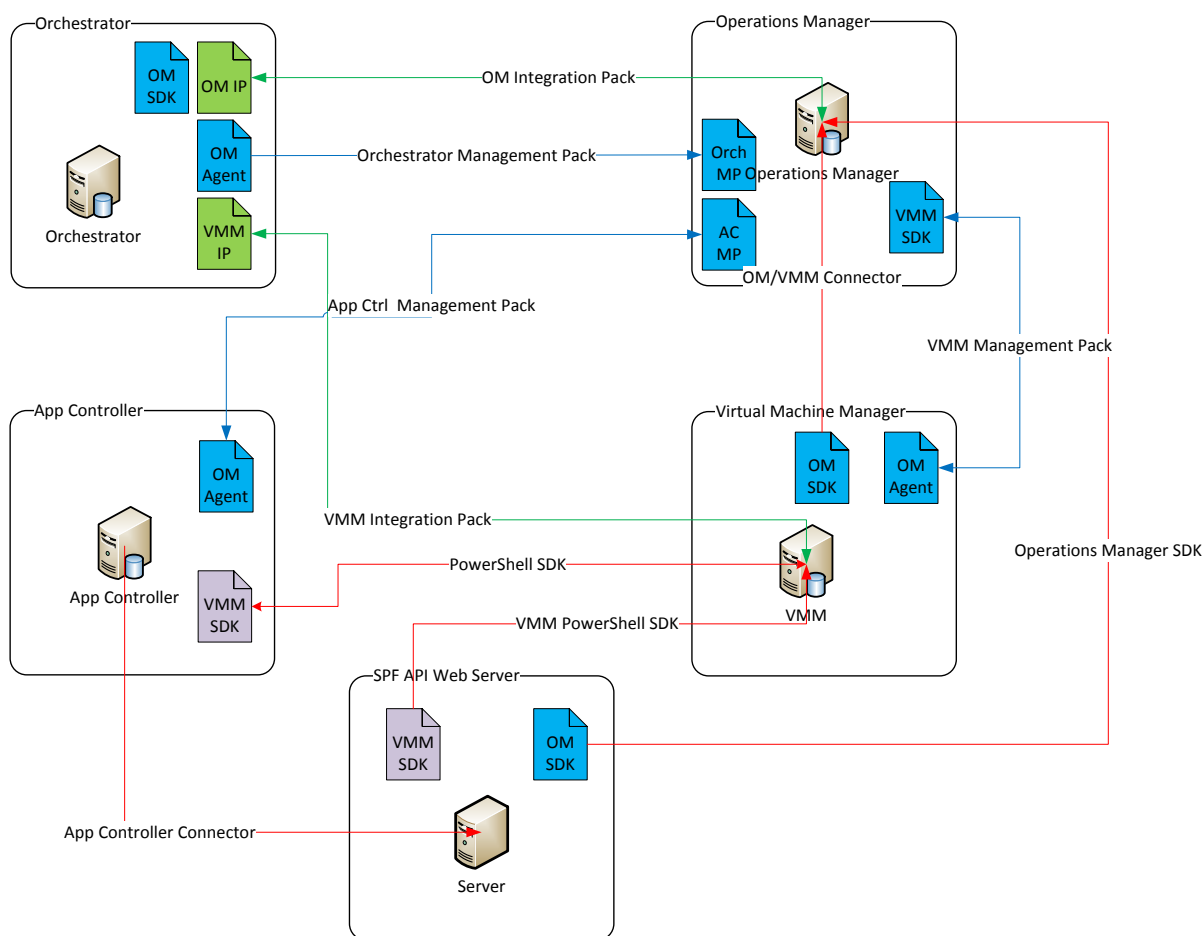 Orchestrator
Operations Manager
OM
SDK
OM IP
OM Integration Pack
OM
Agent
Orchestrator Management Pack
Orch
MP
Operations Manager
Orchestrator
VMM
IP
AC
MP
VMM
SDK
OM/VMM Connector
App Ctrl  Management Pack
VMM Management Pack
App Controller
Virtual Machine Manager
OM
Agent
OM
SDK
OM
Agent
VMM Integration Pack
Operations Manager SDK
PowerShell SDK
App Controller
VMM
SDK
VMM
VMM PowerShell SDK
SPF API Web Server
VMM
SDK
OM
SDK
App Controller Connector
Server